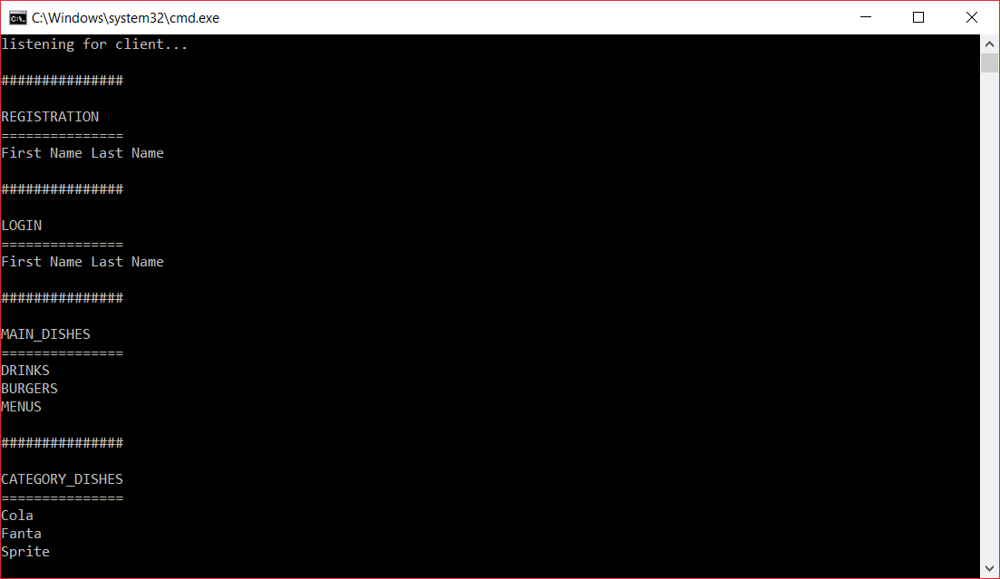 C:\Windows\system32\cmd.exe
listening for client...
###############
REGISTRATION
===============
First Name Last Name
###############
LOGIN
===============
First Name Last Name
###############
MAIN_DISHES
===============
DRINKS
BURGERS
MENUS
###############
CATEGORY_DISHES
===============
Cola
Fanta
Sprite